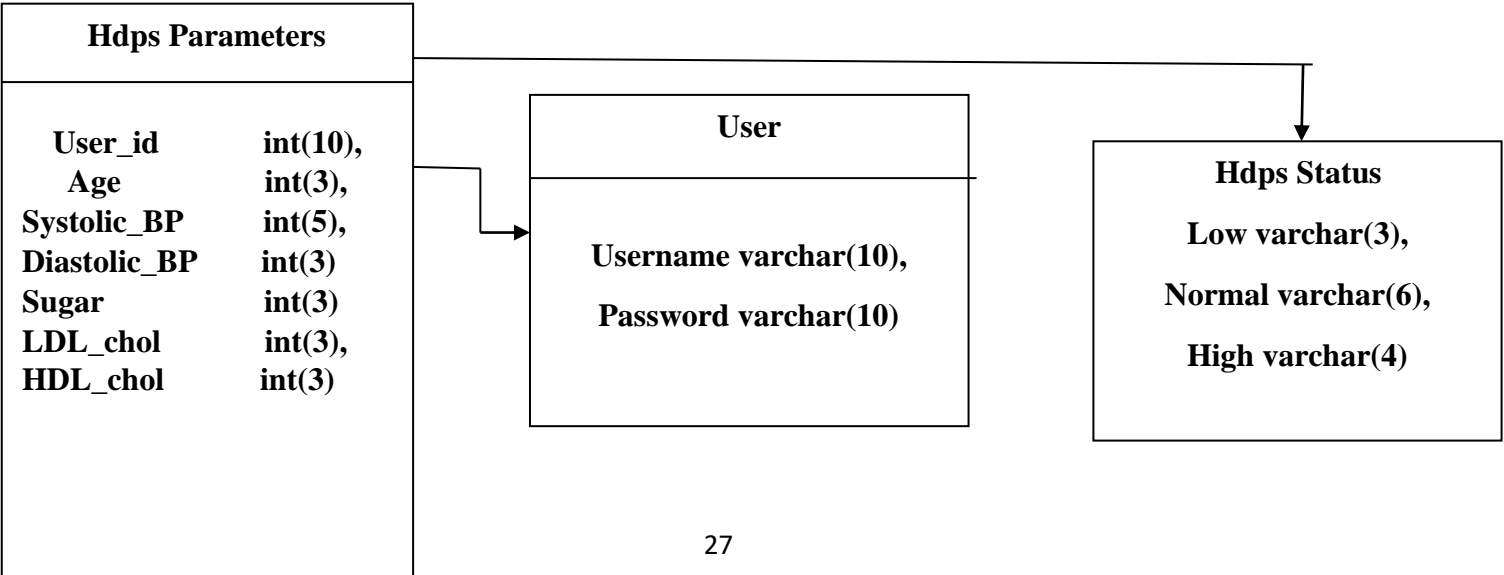 Hdps Parameters
User_id int(10),
Age int(3),
Systolic_BP int(5),
Diastolic_BP int(3)
Sugar int(3)
LDL_chol int(3),
HDL_chol int(3)
User
Username varchar(10),
Password varchar(10)
Hdps Status
Low varchar(3),
Normal varchar(6),
High varchar(4)
27